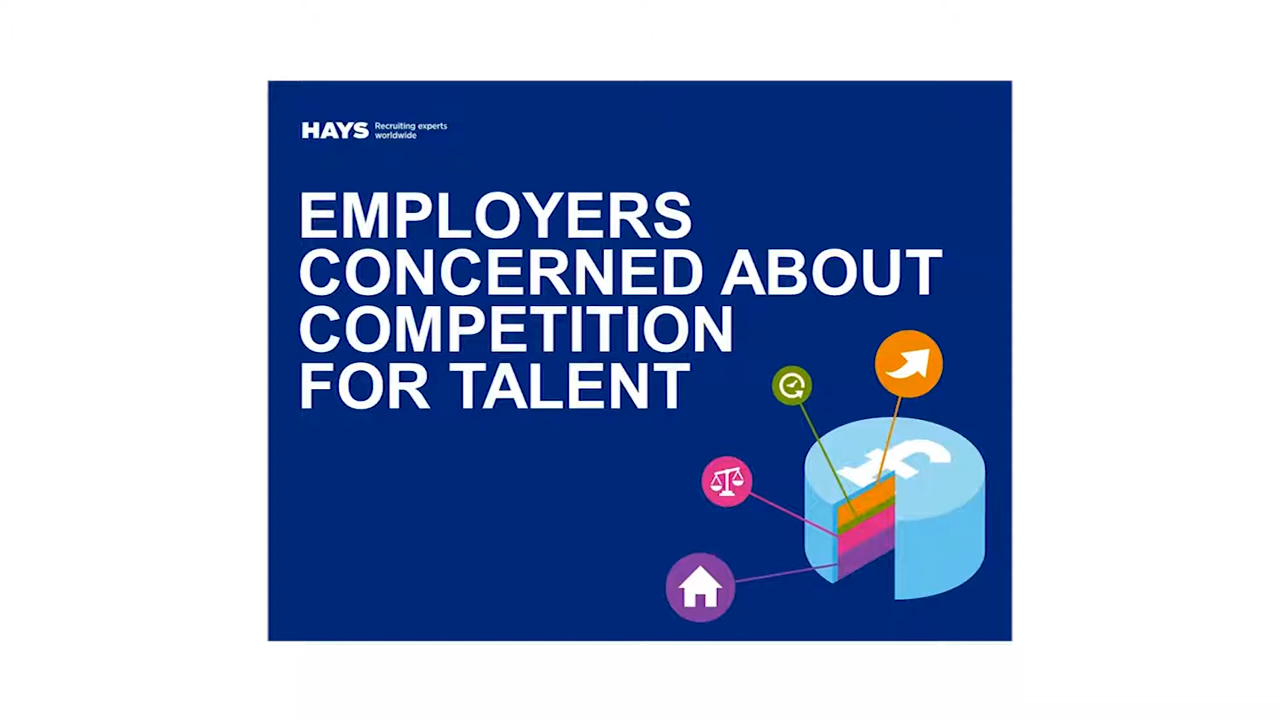 HAYS Recruiting experts
worldwide
EMPLOYERS
CONCERNED ABOUT
COMPETITION
FOR TALENT
£